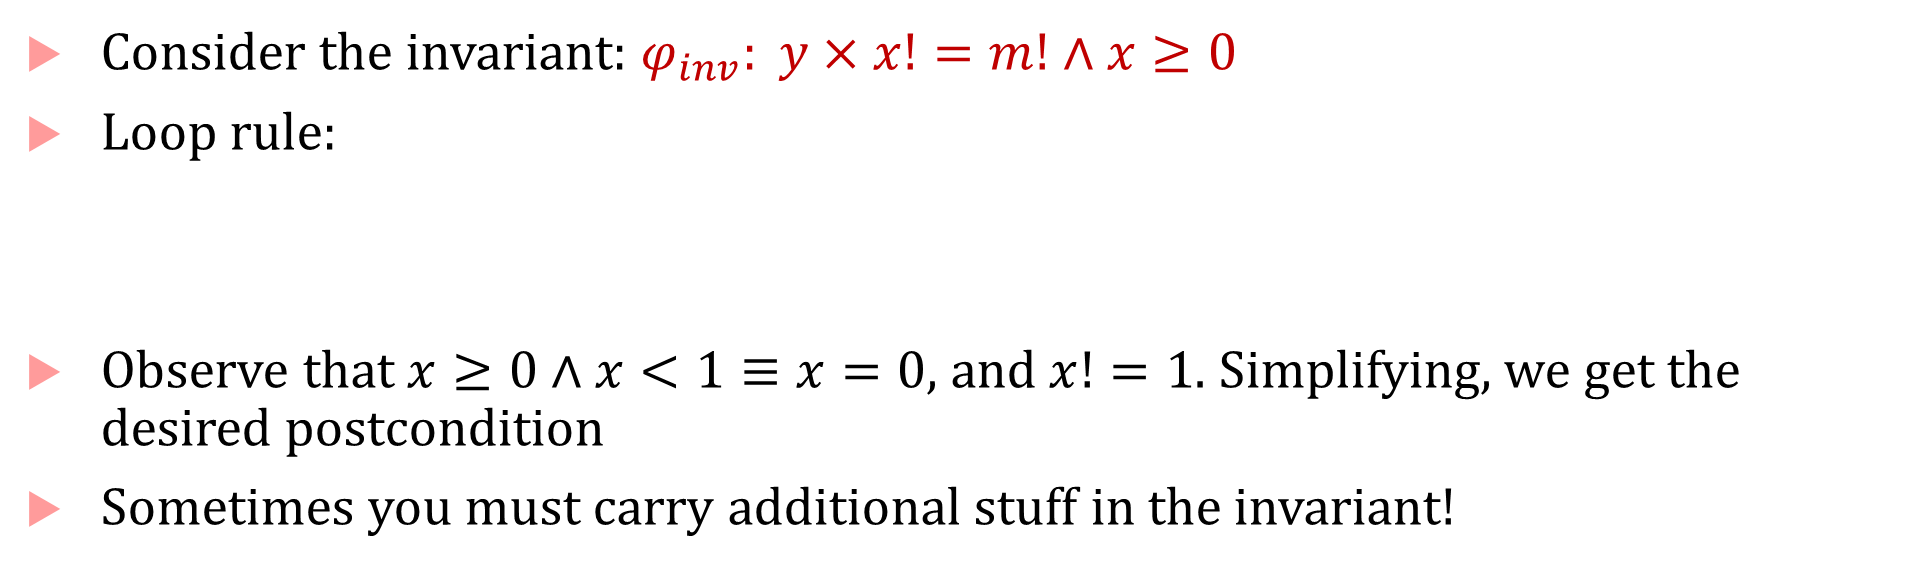 ▶ Consider the invariant: φ_inv: y × x! = m! ∧ x ≥ 0
▶ Loop rule:
▶ Observe that x ≥ 0 ∧ x < 1 ≡ x = 0, and x! = 1. Simplifying, we get the
desired postcondition
▶ Sometimes you must carry additional stuff in the invariant!